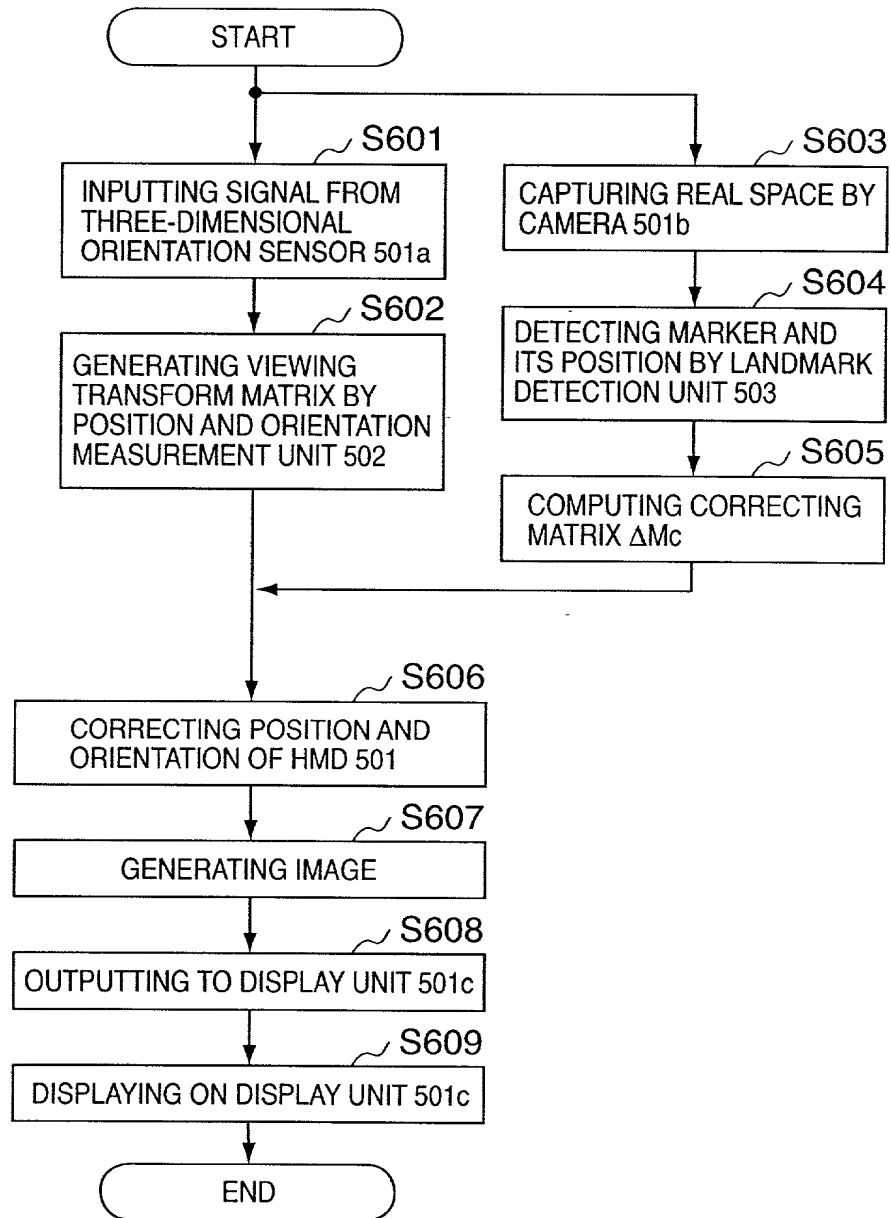 START
S601
INPUTTING SIGNAL FROM
THREE-DIMENSIONAL
ORIENTATION SENSOR 501a
S602
GENERATING VIEWING
TRANSFORM MATRIX BY
POSITION AND ORIENTATION
MEASUREMENT UNIT 502
S603
CAPTURING REAL SPACE BY
CAMERA 501b
S604
DETECTING MARKER AND
ITS POSITION BY LANDMARK
DETECTION UNIT 503
S605
COMPUTING CORRECTING
MATRIX ΔMc
S606
CORRECTING POSITION AND
ORIENTATION OF HMD 501
S607
GENERATING IMAGE
S608
OUTPUTTING TO DISPLAY UNIT 501c
S609
DISPLAYING ON DISPLAY UNIT 501c
END